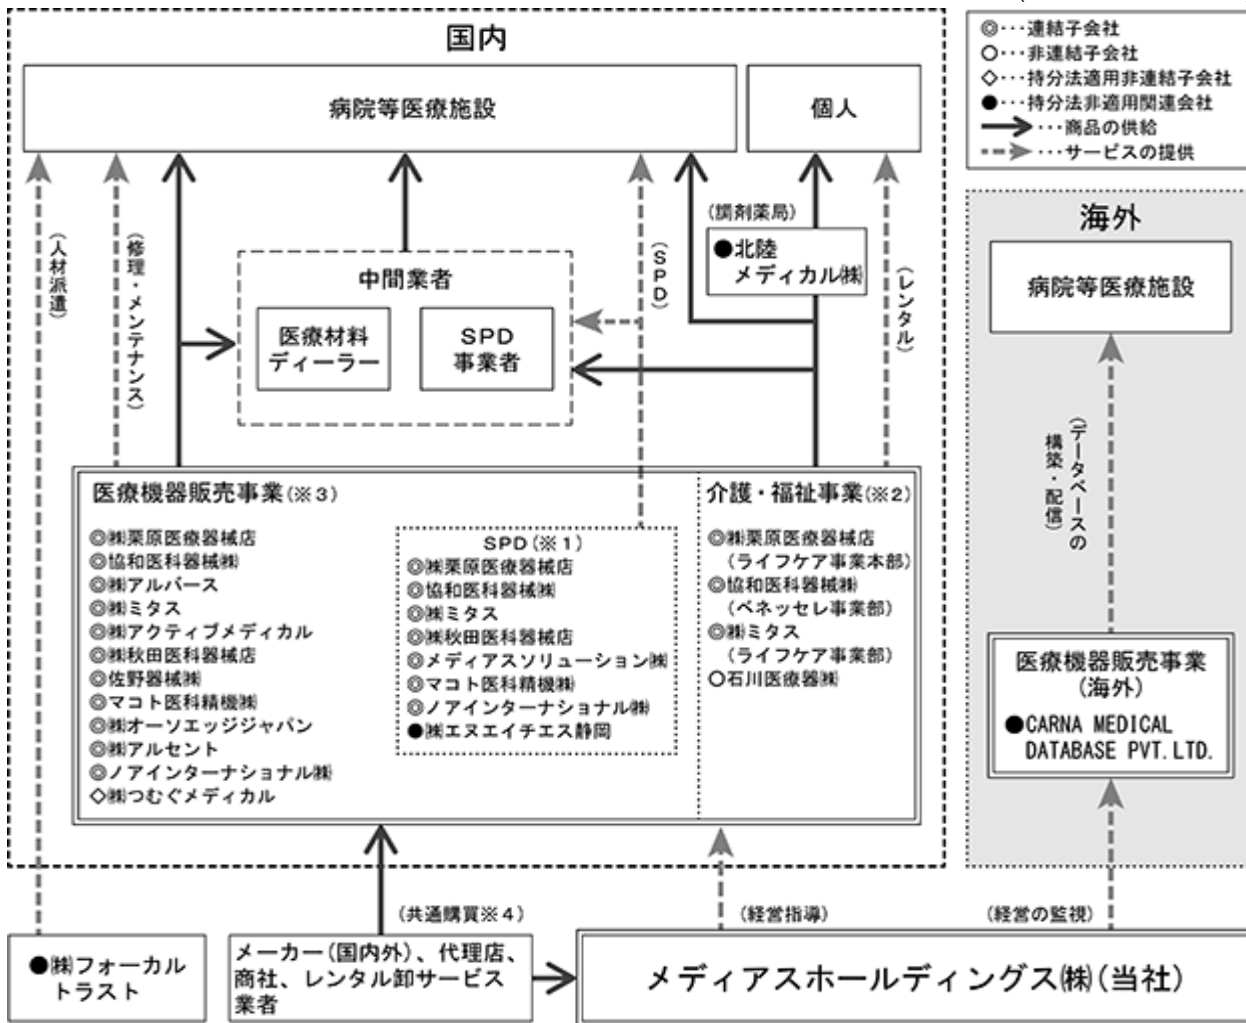 国内
病院等医療施設
個人
◎･･･連結子会社
○･･･非連結子会社
◇･･･持分法適用非連結子会社
●･･･持分法非適用関連会社
･･･商品の供給
･･･サービスの提供
(人材派遣)
(修理・メンテナンス)
中間業者
医療材料
ディーラー
SPD
事業者
(SPD)
(調剤薬局)
●北陸
メディカル㈱
(レンタル)
海外
病院等医療施設
(データベースの
構築・配信)
医療機器販売事業
(海外)
●CARNA MEDICAL
DATABASE PVT.LTD.
医療機器販売事業(※3)
◎㈱栗原医療器械店
◎協和医科器械㈱
◎㈱アルバース
◎㈱ミタス
◎㈱アクティブメディカル
◎㈱秋田医科器械店
◎佐野器械㈱
◎マコト医科精機㈱
◎㈱オーソエッジジャパン
◎㈱アルセント
◎ノアインターナショナル㈱
◇㈱つむぐメディカル
SPD(※1)
◎㈱栗原医療器械店
◎協和医科器械㈱
◎㈱ミタス
◎㈱秋田医科器械店
◎メディアスソリューション㈱
◎マコト医科精機㈱
◎ノアインターナショナル㈱
●㈱エヌエイチエス静岡
介護・福祉事業(※2)
◎㈱栗原医療器械店
(ライフケア事業本部)
◎協和医科器械㈱
(ベネッセレ事業部)
◎㈱ミタス
(ライフケア事業部)
○石川医療器㈱
(共通購買※4)
(経営指導)
(経営の監視)
●㈱フォーカル
トラスト
メーカー(国内外)、代理店、
商社、レンタル卸サービス
業者
メディアスホールディングス㈱(当社)